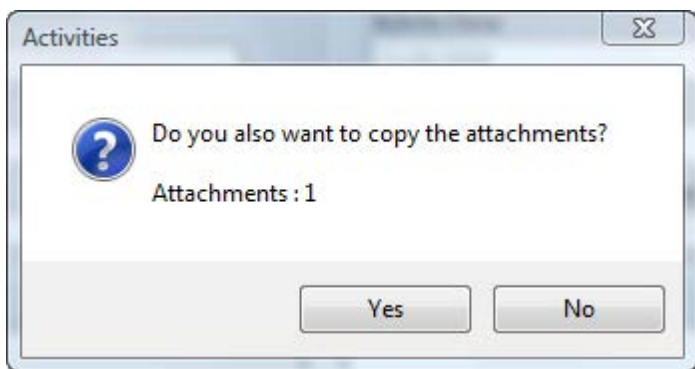 Activities
Do you also want to copy the attachments?
Attachments : 1
Yes
No